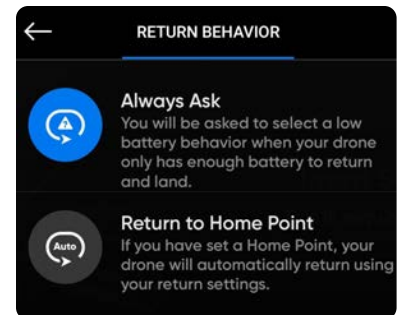 RETURN BEHAVIOR
Always Ask
You will be asked to select a low
battery behavior when your drone
only has enough battery to return
and land.
Return to Home Point
Auto
If you have set a Home Point, your
drone will automatically return using
your return settings.